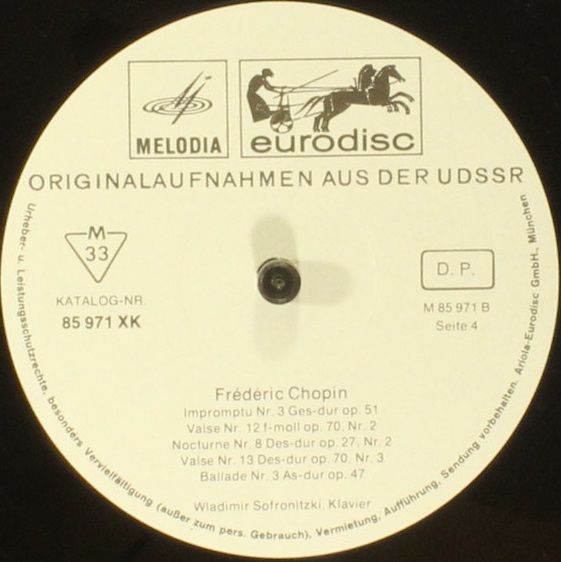 MELODIA
eurodisc
ORIGINALAUFNAHMEN AUS DER UDSSR
M
33
KATALOG-NR.
85 971 XK
D. P.
M 85 971 B
Seite 4
Frédéric Chopin
Impromptu Nr. 3 Ges-dur op. 51
Valse Nr. 12 f-moll op. 70, Nr. 2
Nocturne Nr. 8 Des-dur op. 27, Nr. 2
Valse Nr. 13 Des-dur op. 70, Nr. 3
Ballade Nr. 3 As-dur op. 47
Wladimir Sofronitzki, Klavier
Urheber- u. Leistungsschutzrechte, besonders Vervielfältigung (außer zum pers. Gebrauch), Vermietung, Aufführung, Sendung vorbehalten. Ariola-Eurodisc GmbH., München